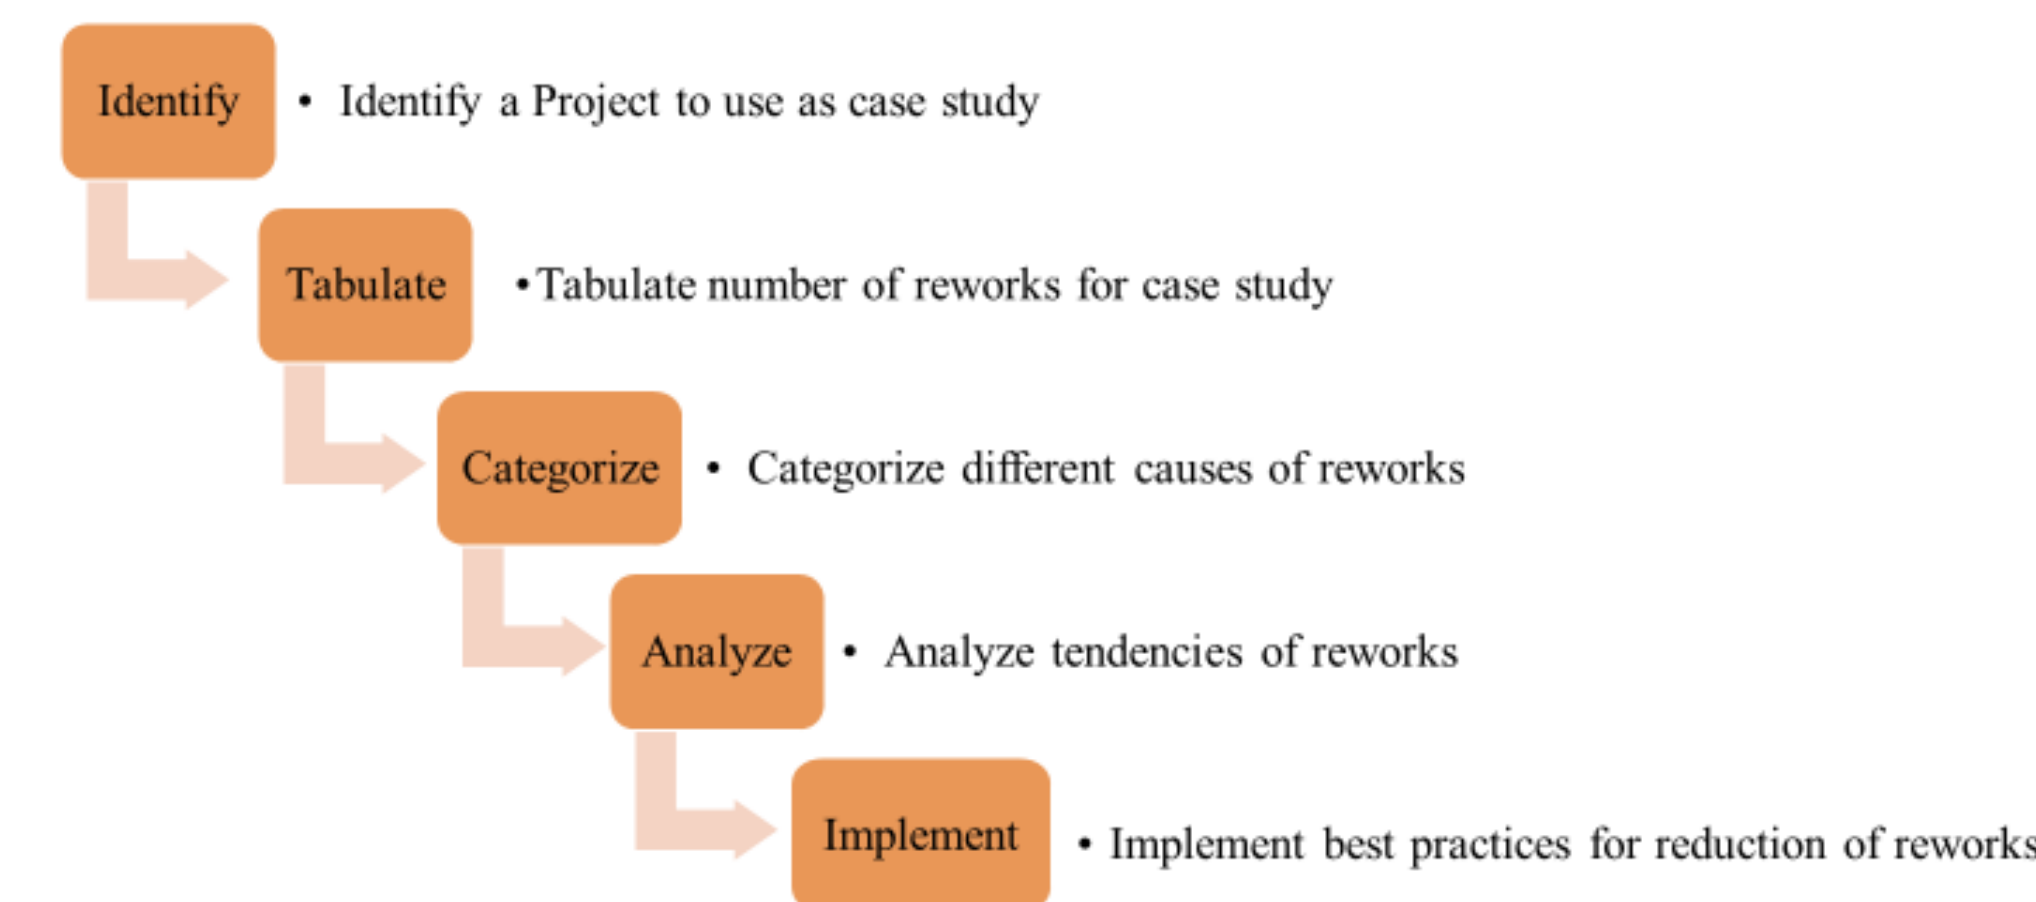 Identify
• Identify a Project to use as case study
Tabulate
• Tabulate number of reworks for case study
Categorize
• Categorize different causes of reworks
Analyze
• Analyze tendencies of reworks
Implement
• Implement best practices for reduction of reworks